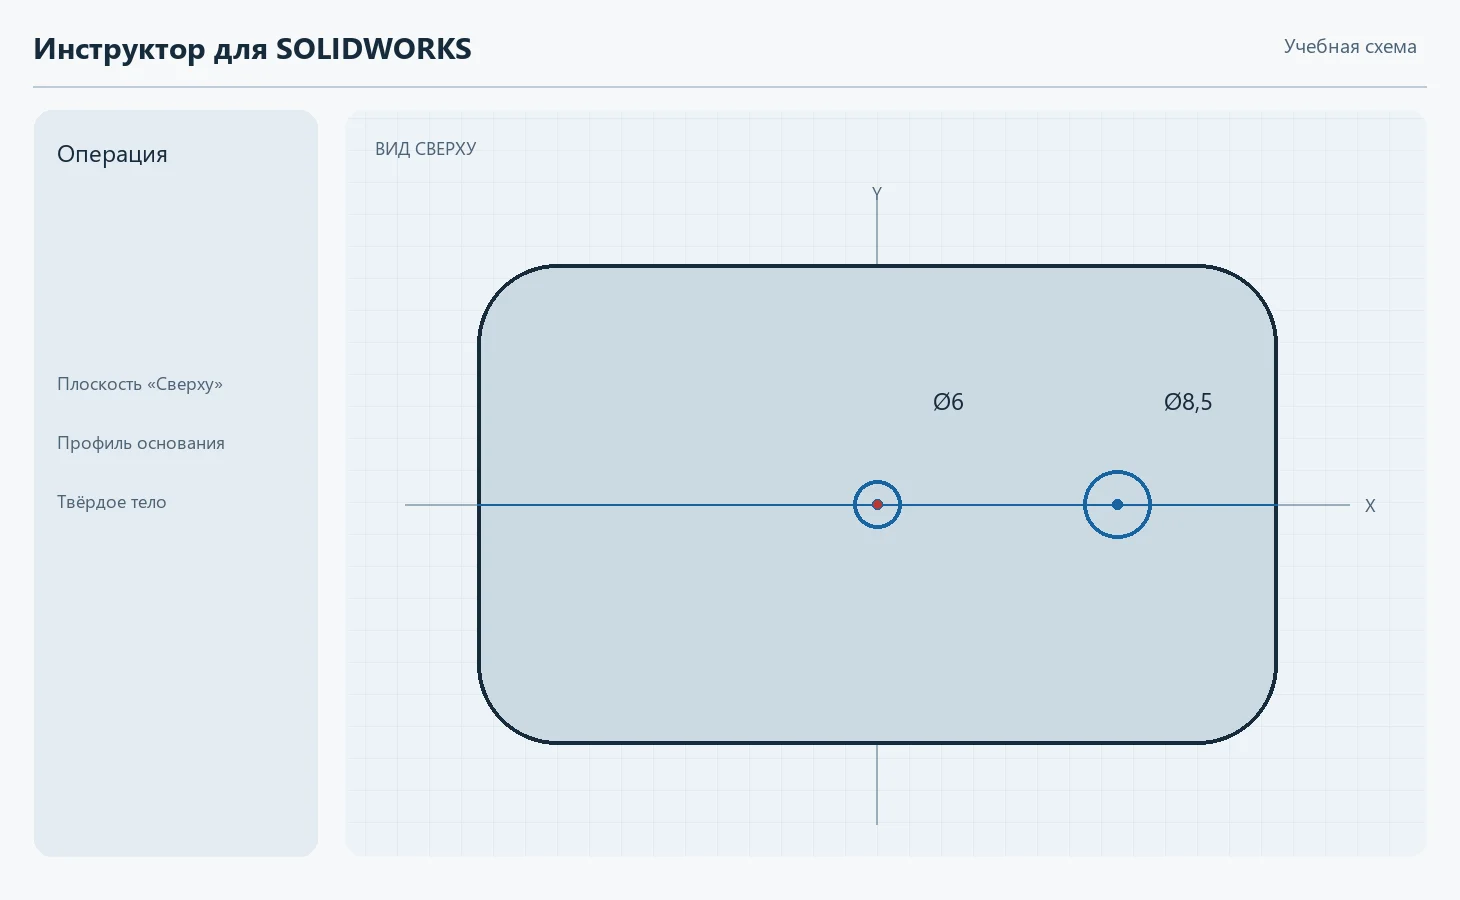 Инструктор для SOLIDWORKS
Учебная схема
Операция
Плоскость «Сверху»
Профиль основания
Твёрдое тело
ВИД СВЕРХУ
Y
Ø6
Ø8,5
X